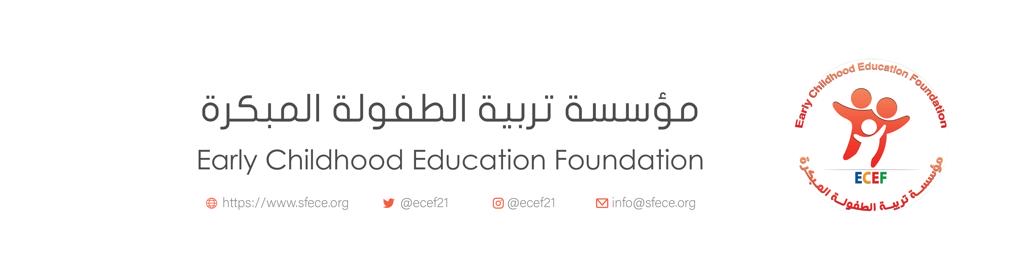 مؤسسة تربية الطفولة المبكرة
Early Childhood Education Foundation
https://www.sfece.org @ecef21 @ecef21 info@sfece.org
Early Childhood Education Foundation
ECEF
مؤسسة تربية الطفولة المبكرة